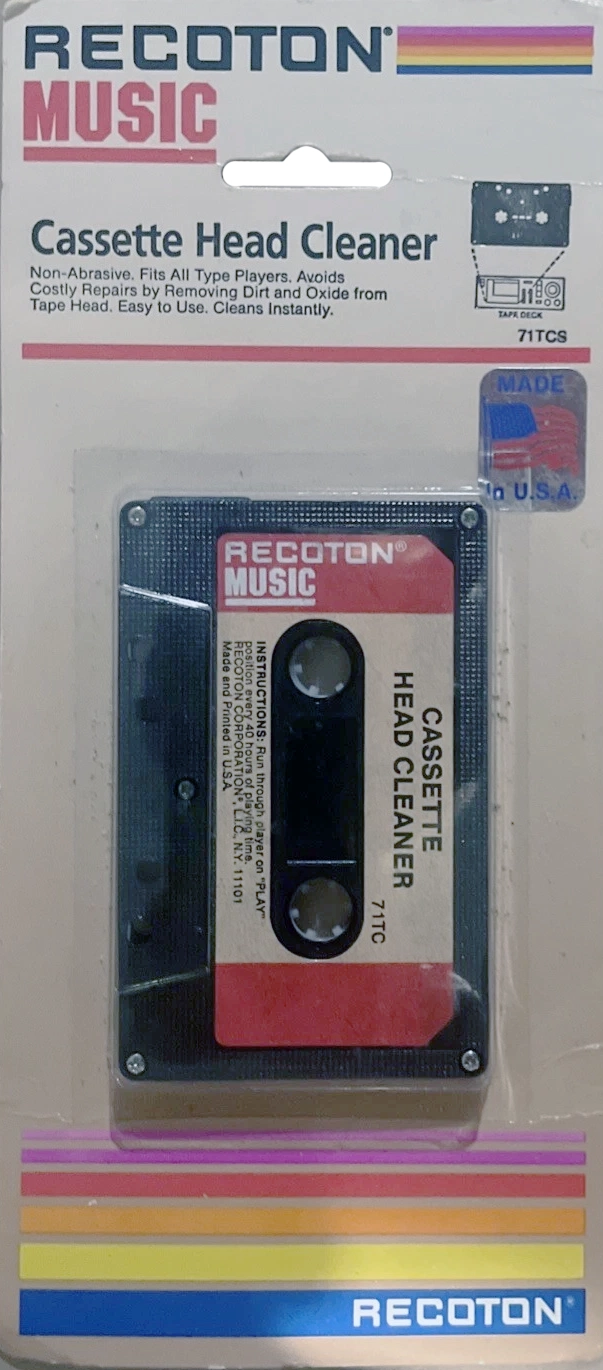 RECOTON®
MUSIC
Cassette Head Cleaner
Non-Abrasive. Fits All Type Players. Avoids
Costly Repairs by Removing Dirt and Oxide from
Tape Head. Easy to Use. Cleans Instantly.
TAPE DECK
71TCS
MADE
In U.S.A.
RECOTON®
MUSIC
CASSETTE
HEAD CLEANER
71TC
INSTRUCTIONS: Run through player on "PLAY"
position every 40 hours of playing time.
RECOTON CORPORATION®, L.I.C., N.Y. 11101
Made and Printed in U.S.A.
RECOTON®